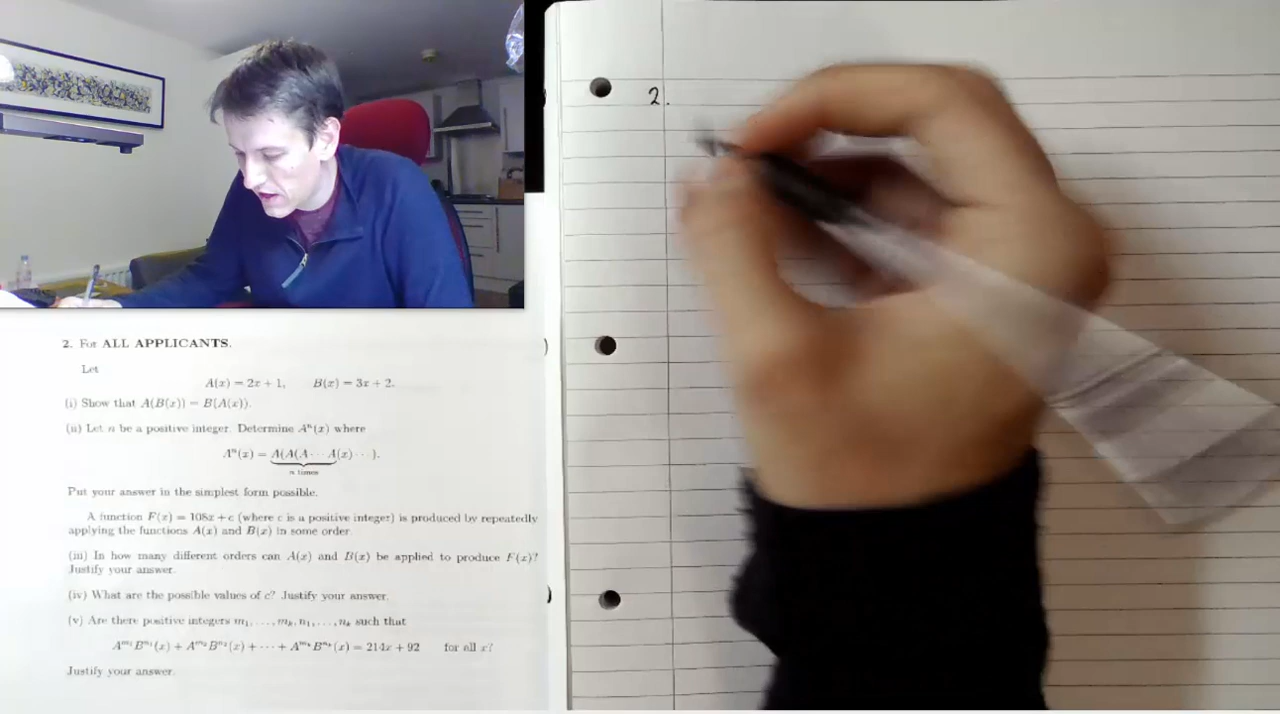 2.
2. For ALL APPLICANTS.
Let
A(x) = 2x + 1, B(x) = 3x + 2.
(i) Show that A(B(x)) = B(A(x)).
(ii) Let n be a positive integer. Determine Aⁿ(x) where
Aⁿ(x) = A(A(A ··· A(x) ···).
n times
Put your answer in the simplest form possible.
A function F(x) = 108x + c (where c is a positive integer) is produced by repeatedly
applying the functions A(x) and B(x) in some order.
(iii) In how many different orders can A(x) and B(x) be applied to produce F(x)?
Justify your answer.
(iv) What are the possible values of c? Justify your answer.
(v) Are there positive integers m₁, ..., mₖ, n₁, ..., nₖ such that
A^{m₁}B^{n₁}(x) + A^{m₂}B^{n₂}(x) + ··· + A^{mₖ}B^{nₖ}(x) = 214x + 92 for all x?
Justify your answer.